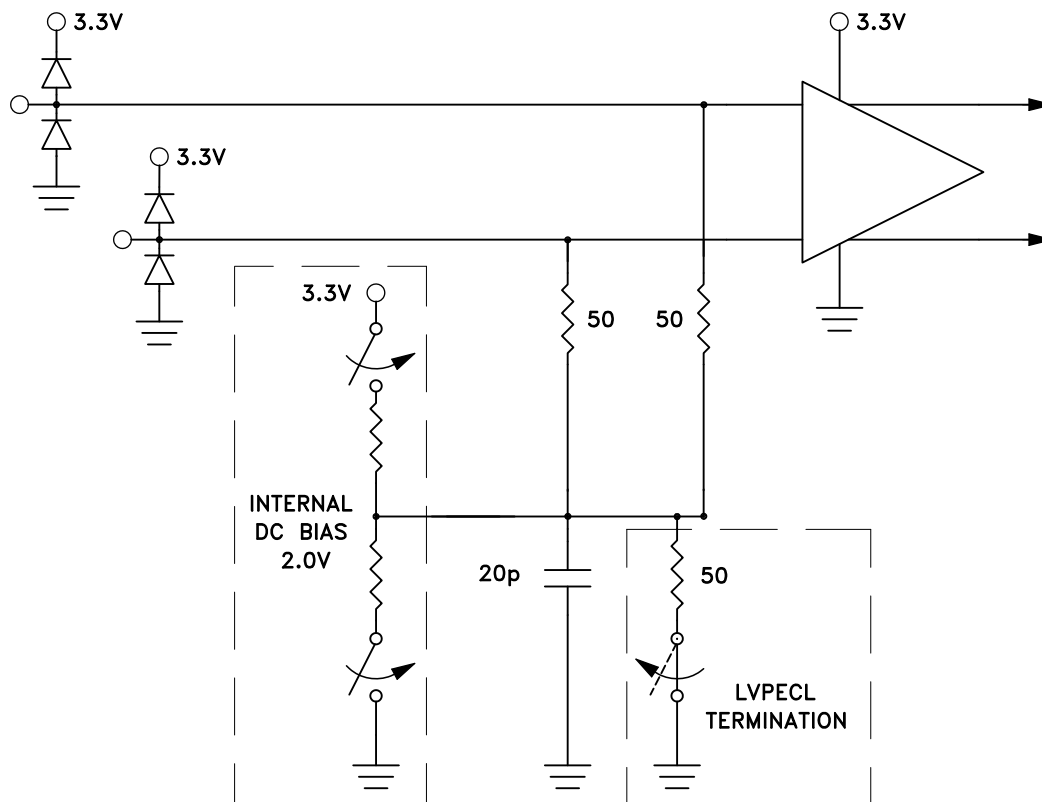 3.3V
3.3V
3.3V
3.3V
50
50
INTERNAL
DC BIAS
2.0V
20p
50
LVPECL
TERMINATION